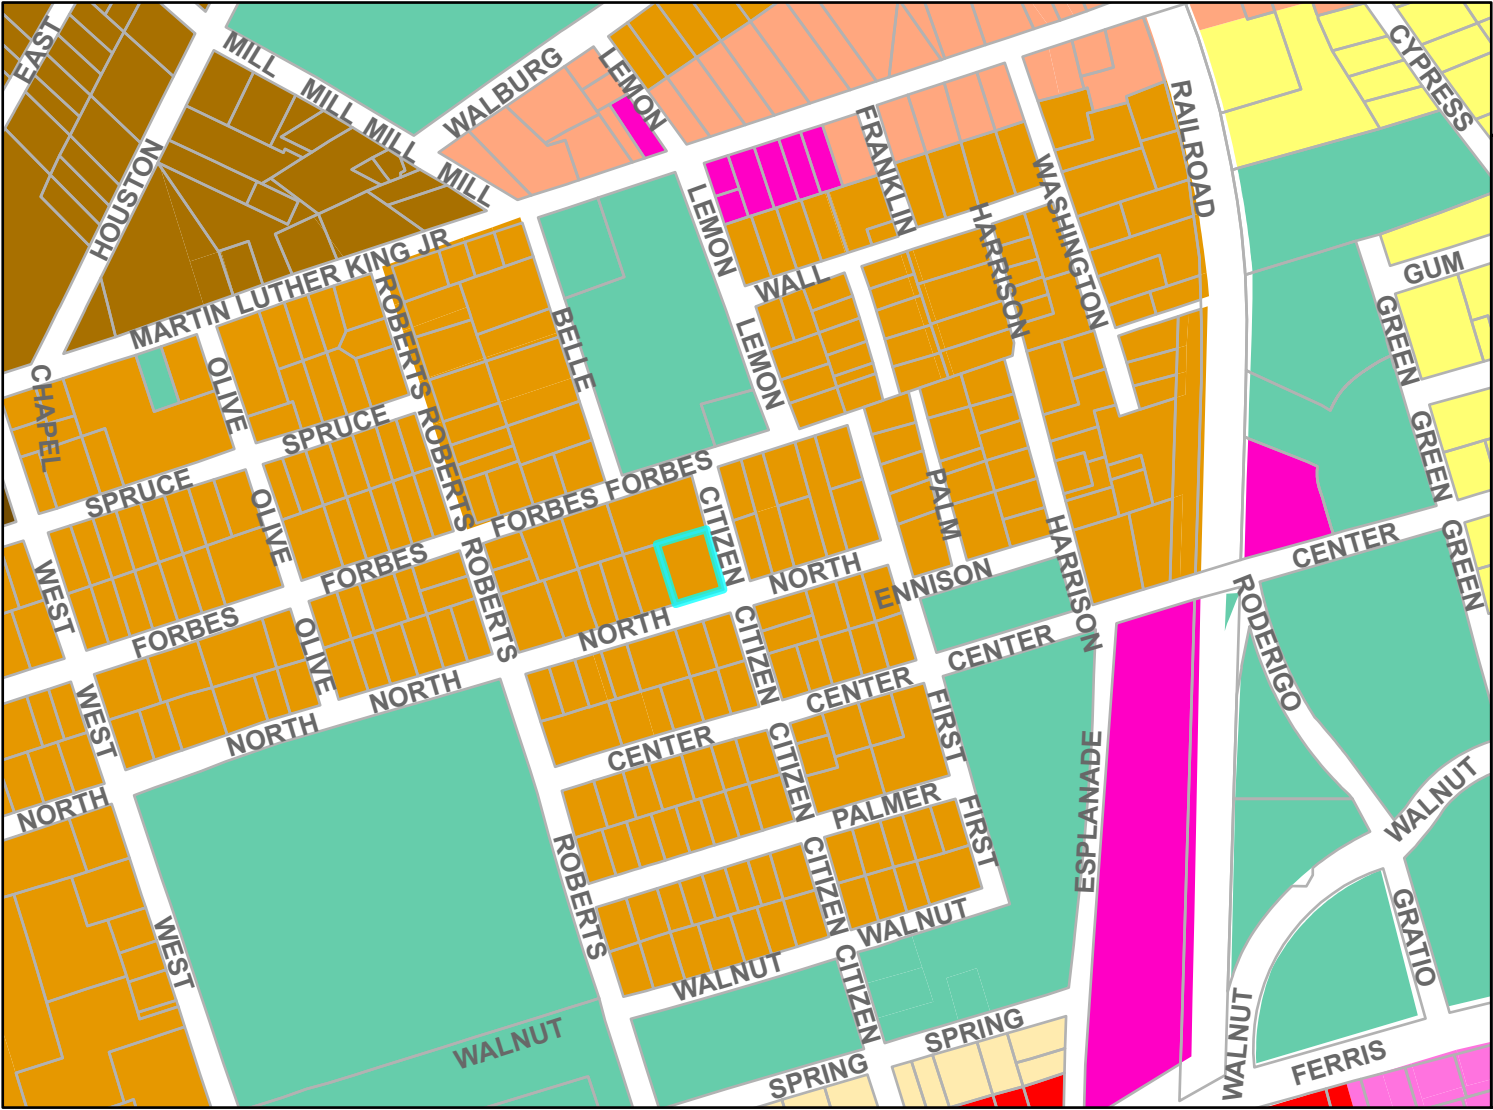 EAST
MILL
MILL
MILL
MILL
WALBURG
LEMON
CYPRESS
RAILROAD
FRANKLIN
HOUSTON
WASHINGTON
LEMON
HARRISON
MARTIN LUTHER KING JR
WALL
GUM
ROBERTS
BELLE
LEMON
GREEN
CHAPEL
OLIVE
SPRUCE
ROBERTS
GREEN
SPRUCE
FORBES
FORBES
CITIZEN
PALM
OLIVE
FORBES
ROBERTS
NORTH
ENNISON
HARRISON
CENTER
GREEN
WEST
FORBES
OLIVE
NORTH
CITIZEN
CENTER
RODERIGO
WEST
NORTH
NORTH
CENTER
CENTER
CITIZEN
FIRST
ESPLANADE
NORTH
PALMER
FIRST
WALNUT
ROBERTS
CITIZEN
WALNUT
GRATIO
WEST
WALNUT
CITIZEN
WALNUT
SPRING
SPRING
WALNUT
FERRIS